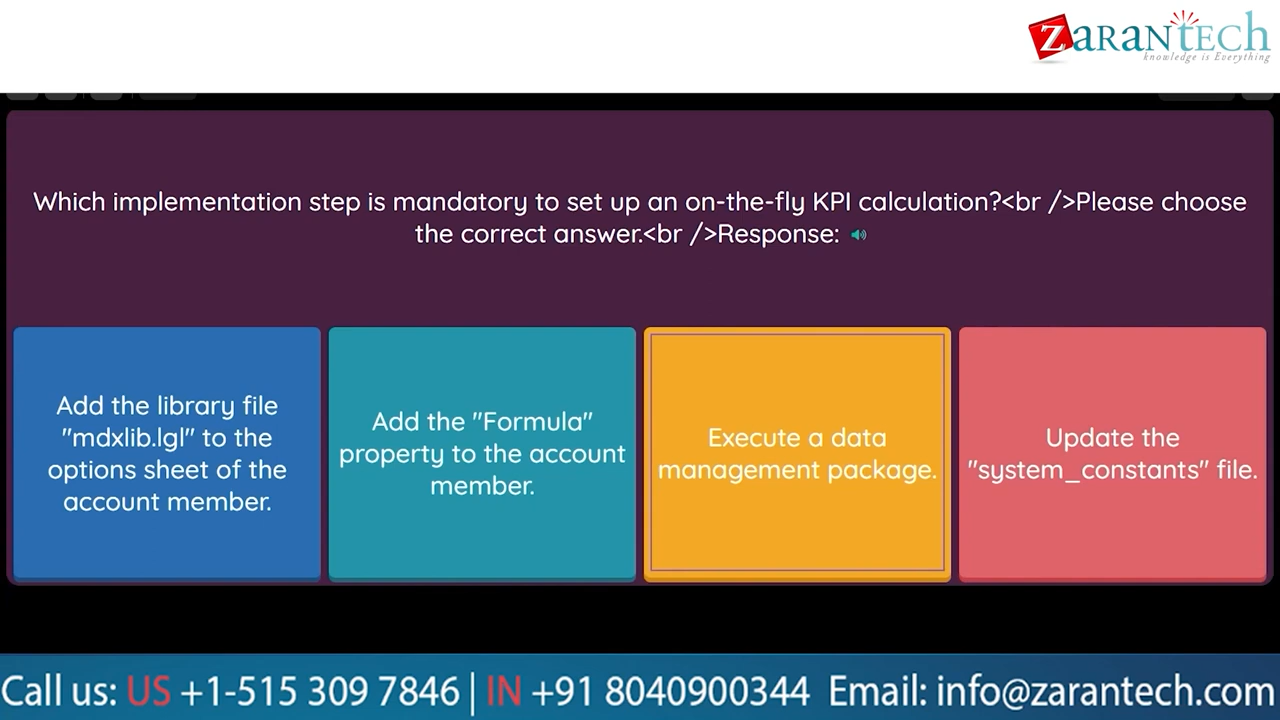 ZARANTECH
knowledge is Everything
Which implementation step is mandatory to set up an on-the-fly KPI calculation?<br />Please choose
the correct answer.<br />Response:
Add the library file
"mdxlib.lgl" to the
options sheet of the
account member.
Add the "Formula"
property to the account
member.
Execute a data
management package.
Update the
"system_constants" file.
Call us: US +1-515 309 7846 | IN +91 8040900344 Email: info@zarantech.com